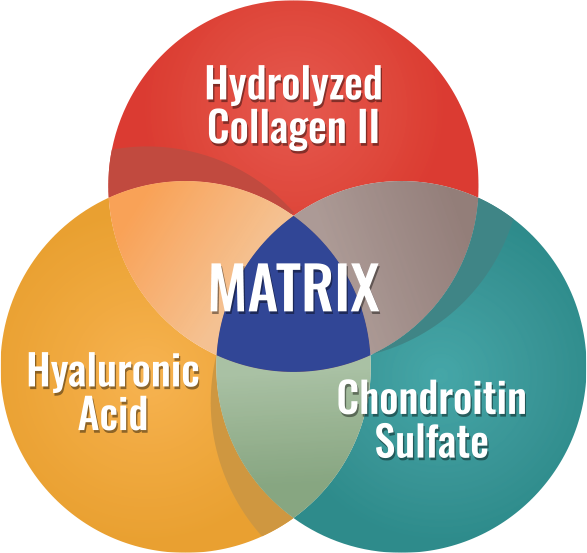 Hydrolyzed
Collagen II
MATRIX
Hyaluronic
Acid
Chondroitin
Sulfate